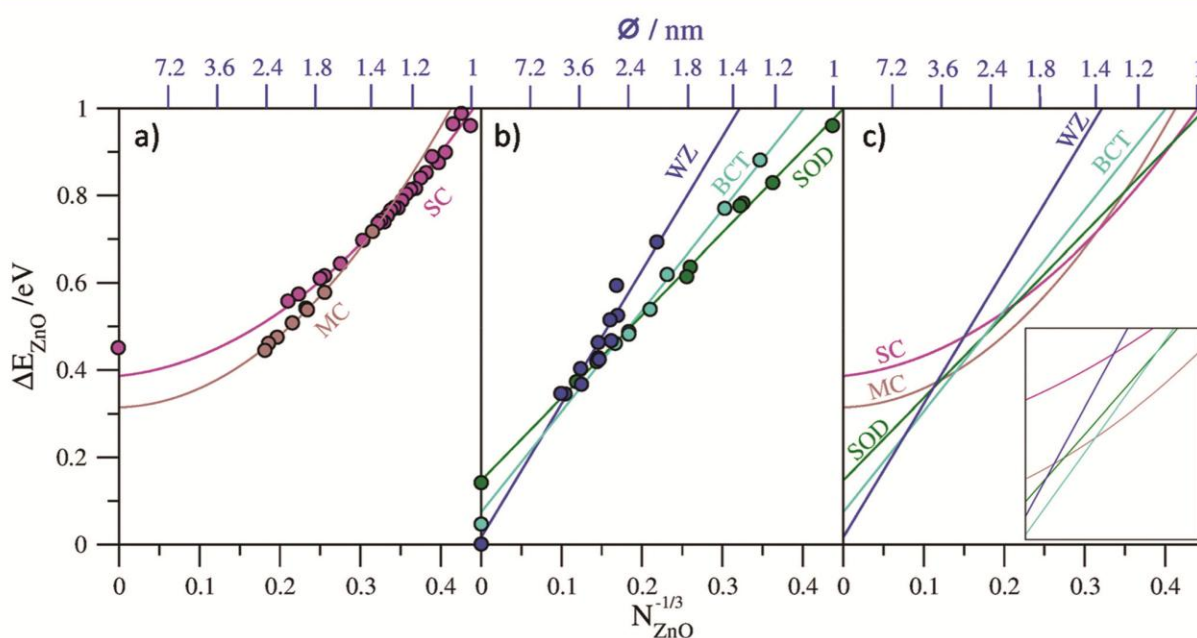 Ø / nm
7.2 3.6 2.4 1.8 1.4 1.2 1 7.2 3.6 2.4 1.8 1.4 1.2 1 7.2 3.6 2.4 1.8 1.4 1.2 1
1
0.8
0.6
0.4
0.2
0
ΔE_ZnO /eV
a)
SC
MC
b)
WZ
BCT
SOD
c)
WZ
BCT
SC
MC
SOD
0 0.1 0.2 0.3 0.4 0 0.1 0.2 0.3 0.4 0 0.1 0.2 0.3 0.4
N_ZnO^-1/3